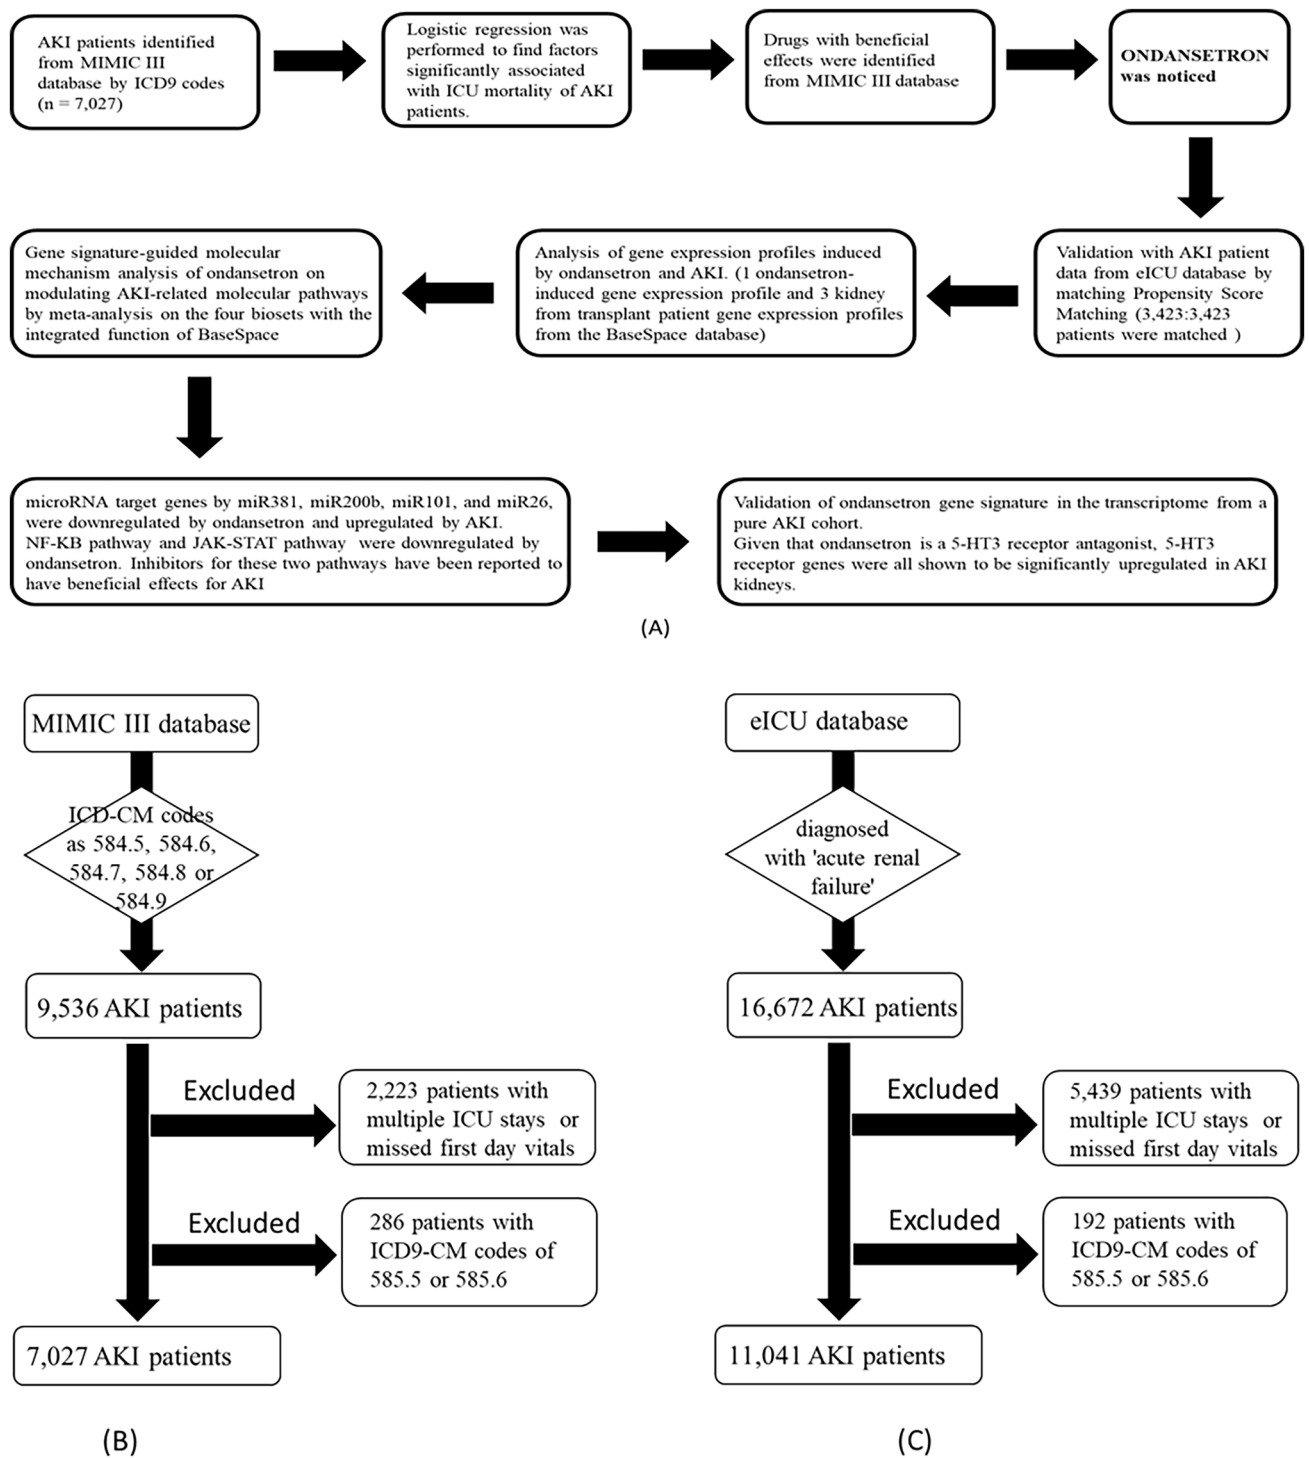 AKI patients identified
from MIMIC III
database by ICD9 codes
(n = 7,027)
Logistic regression was
performed to find factors
significantly associated
with ICU mortality of AKI
patients.
Drugs with beneficial
effects were identified
from MIMIC III database
ONDANSETRON
was noticed
Gene signature-guided molecular
mechanism analysis of ondansetron on
modulating AKI-related molecular pathways
by meta-analysis on the four biosets with the
integrated function of BaseSpace
Analysis of gene expression profiles induced
by ondansetron and AKI. (1 ondansetron-
induced gene expression profile and 3 kidney
transplant patient gene expression profiles
from the BaseSpace database)
Validation with AKI patient
data from eICU database by
matching Propensity Score
Matching (3,423:3,423
patients were matched )
microRNA target genes by miR381, miR200b, miR101, and miR26,
were downregulated by ondansetron and upregulated by AKI.
NF-KB pathway and JAK-STAT pathway were downregulated by
ondansetron. Inhibitors for these two pathways have been reported to
have beneficial effects for AKI
Validation of ondansetron gene signature in the transcriptome from a
pure AKI cohort.
Given that ondansetron is a 5-HT3 receptor antagonist, 5-HT3
receptor genes were all shown to be significantly upregulated in AKI
kidneys.
(A)
MIMIC III database
ICD-CM codes
as 584.5, 584.6,
584.7, 584.8 or
584.9
9,536 AKI patients
Excluded
2,223 patients with
multiple ICU stays or
missed first day vitals
Excluded
286 patients with
ICD9-CM codes of
585.5 or 585.6
7,027 AKI patients
(B)
eICU database
diagnosed
with 'acute renal
failure'
16,672 AKI patients
Excluded
5,439 patients with
multiple ICU stays or
missed first day vitals
Excluded
192 patients with
ICD9-CM codes of
585.5 or 585.6
11,041 AKI patients
(C)